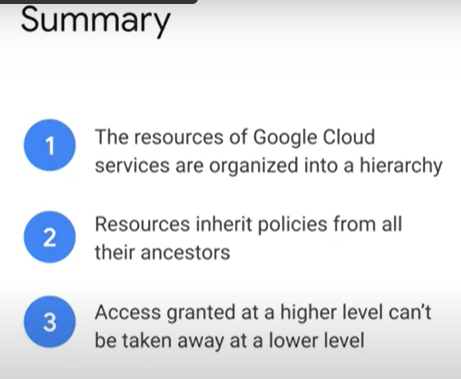 Summary
1
The resources of Google Cloud
services are organized into a hierarchy
2
Resources inherit policies from all
their ancestors
3
Access granted at a higher level can't
be taken away at a lower level